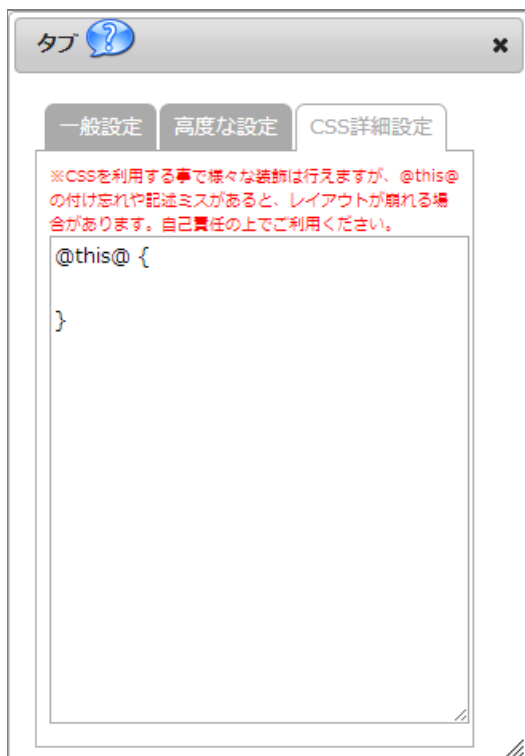 タブ
一般設定
高度な設定
CSS詳細設定
※CSSを利用する事で様々な装飾は行えますが、@this@
の付け忘れや記述ミスがあると、レイアウトが崩れる場
合があります。自己責任の上でご利用ください。
@this@ {
}